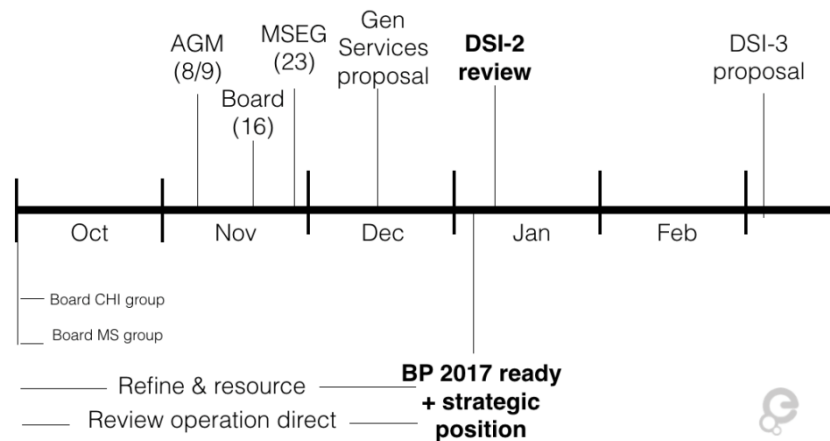 AGM
(8/9)
Board
(16)
MSEG
(23)
Gen
Services
proposal
DSI-2
review
DSI-3
proposal
Oct
Nov
Dec
Jan
Feb
Board CHI group
Board MS group
Refine & resource
Review operation direct
BP 2017 ready
+ strategic
position